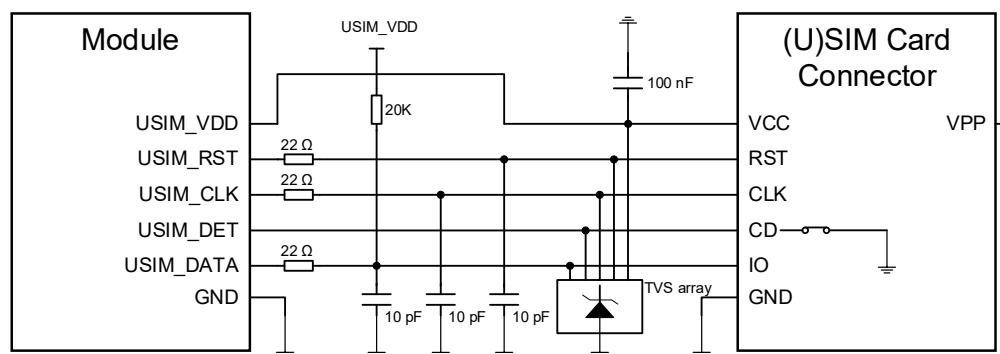 Module
USIM_VDD
(U)SIM Card
Connector
100 nF
20K
USIM_VDD
VCC
VPP
22 Ω
USIM_RST
RST
22 Ω
USIM_CLK
CLK
USIM_DET
CD
22 Ω
USIM_DATA
IO
TVS array
GND
10 pF
10 pF
10 pF
GND